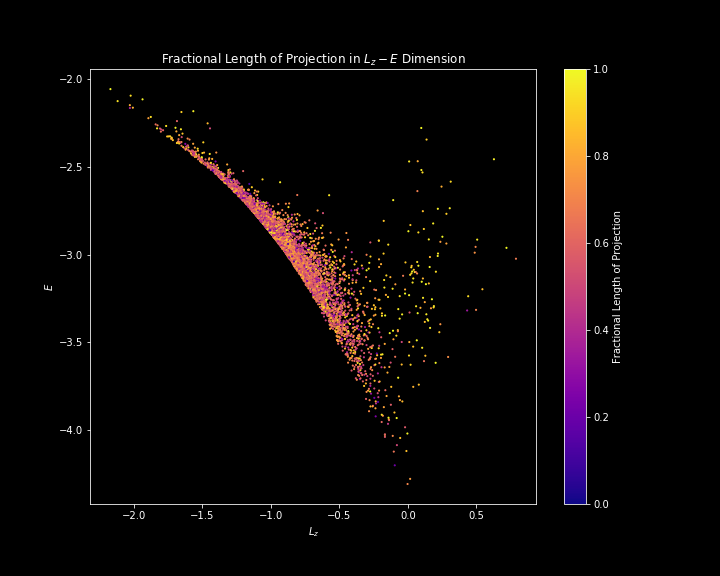 Fractional Length of Projection in L_z − E Dimension
−2.0
−2.5
−3.0
−3.5
−4.0
E
−2.0 −1.5 −1.0 −0.5 0.0 0.5
L_z
1.0
0.8
0.6
0.4
0.2
0.0
Fractional Length of Projection